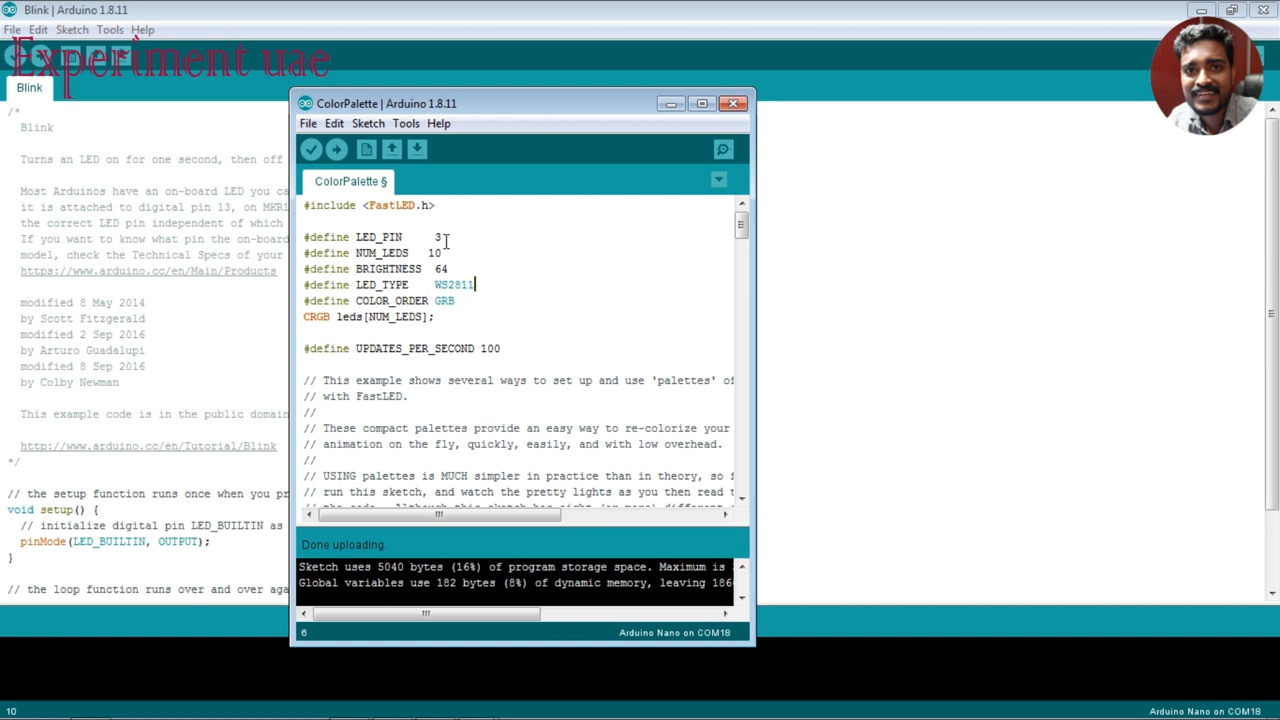 Blink | Arduino 1.8.11
File Edit Sketch Tools Help
Experiment uae
Blink
/*
Blink
Turns an LED on for one second, then off
Most Arduinos have an on-board LED you ca
it is attached to digital pin 13, on MKR1
the correct LED pin independent of which
If you want to know what pin the on-board
model, check the Technical Specs of your
https://www.arduino.cc/en/Main/Products
modified 8 May 2014
by Scott Fitzgerald
modified 2 Sep 2016
by Arturo Guadalupi
modified 8 Sep 2016
by Colby Newman
This example code is in the public domain
http://www.arduino.cc/en/Tutorial/Blink
*/
// the setup function runs once when you pr
void setup() {
// initialize digital pin LED_BUILTIN as
pinMode(LED_BUILTIN, OUTPUT);
}
// the loop function runs over and over aga
ColorPalette | Arduino 1.8.11
File Edit Sketch Tools Help
ColorPalette §
#include <FastLED.h>
#define LED_PIN 3
#define NUM_LEDS 10
#define BRIGHTNESS 64
#define LED_TYPE WS2811
#define COLOR_ORDER GRB
CRGB leds[NUM_LEDS];
#define UPDATES_PER_SECOND 100
// This example shows several ways to set up and use 'palettes' of
// with FastLED.
//
// These compact palettes provide an easy way to re-colorize your
// animation on the fly, quickly, easily, and with low overhead.
//
// USING palettes is MUCH simpler in practice than in theory, so f
// run this sketch, and watch the pretty lights as you then read t
Done uploading.
Sketch uses 5040 bytes (16%) of program storage space. Maximum is
Global variables use 182 bytes (8%) of dynamic memory, leaving 186
6
Arduino Nano on COM18
10
Arduino Nano on COM18